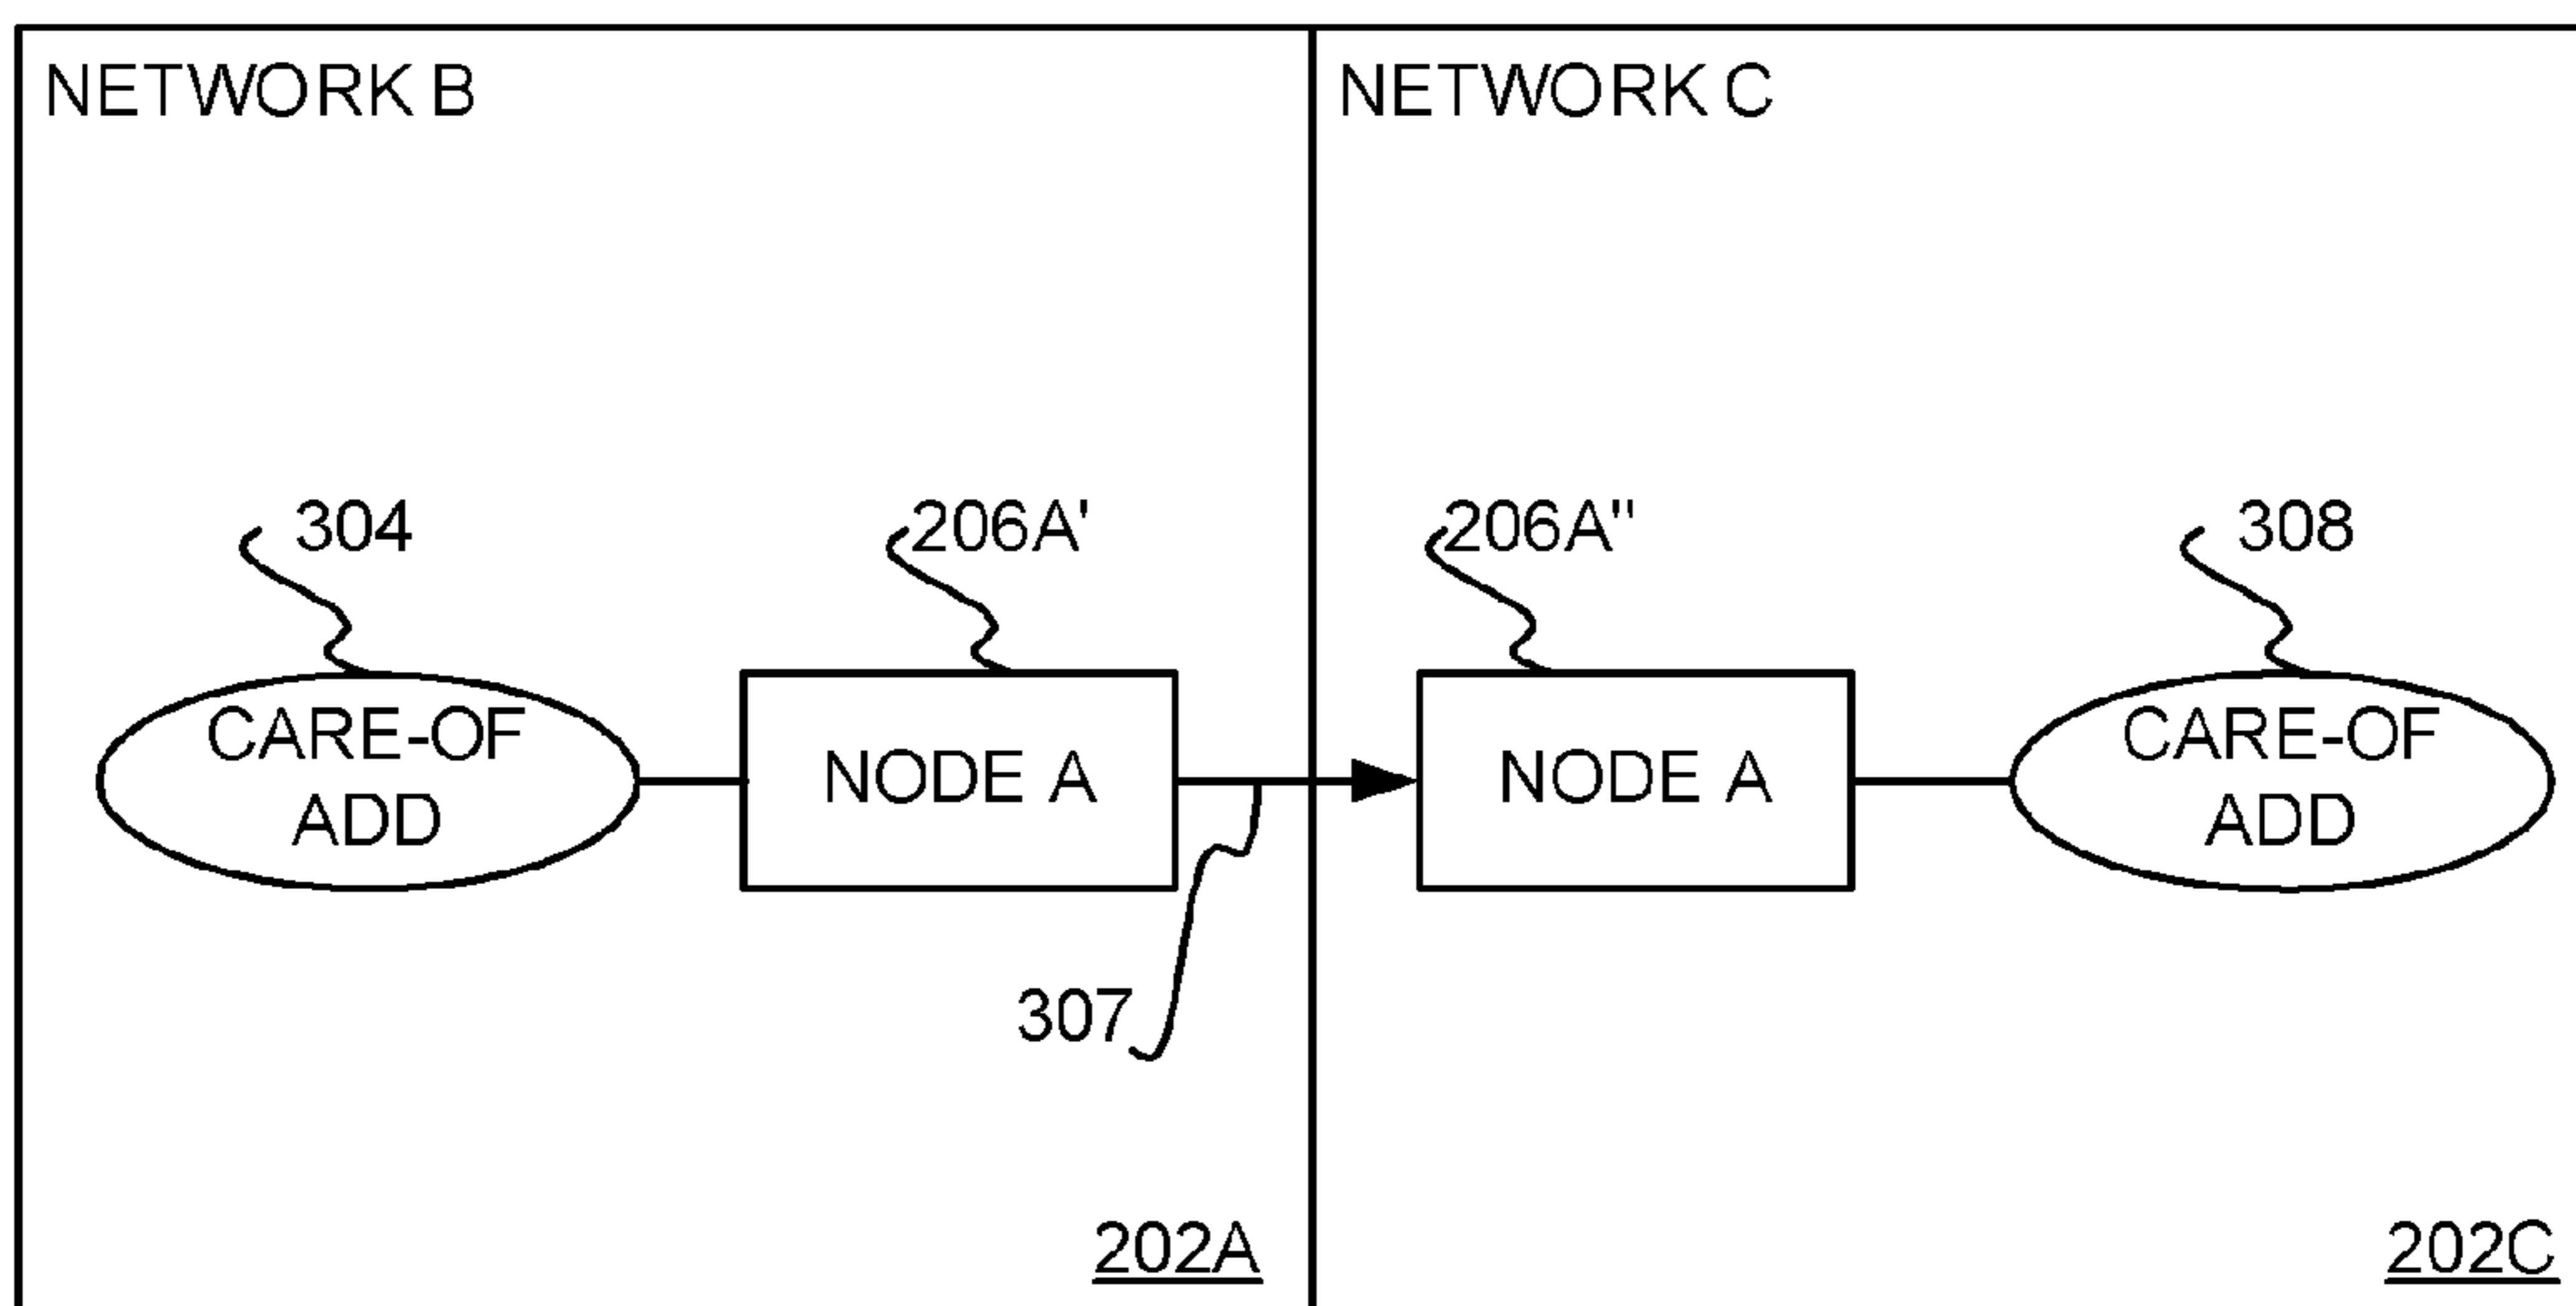 NETWORK B
NETWORK C
304
206A'
206A"
308
CARE-OF
ADD
NODE A
NODE A
CARE-OF
ADD
307
202A
202C